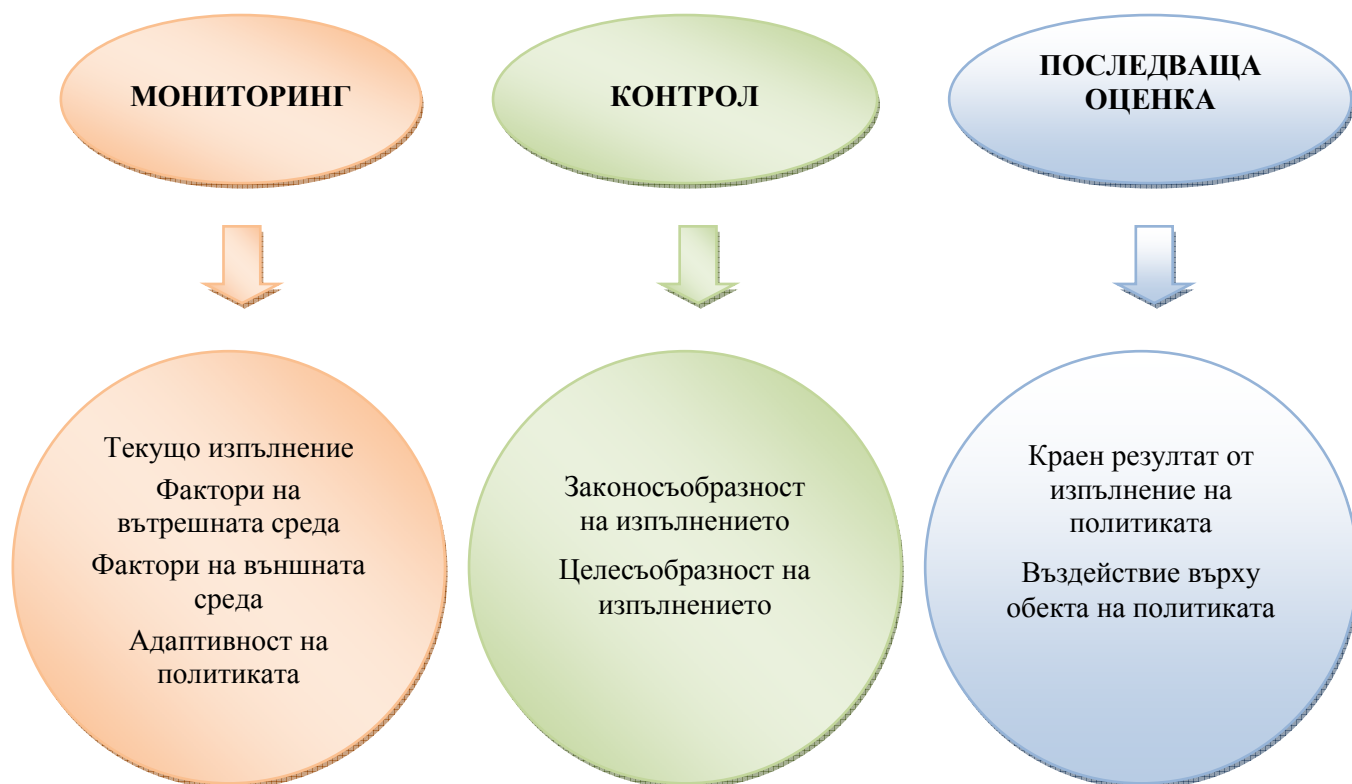 МОНИТОРИНГ
КОНТРОЛ
ПОСЛЕДВАЩА
ОЦЕНКА
Текущо изпълнение
Фактори на
вътрешната среда
Фактори на външната
среда
Адаптивност на
политиката
Законосъобразност
на изпълнението
Целесъобразност на
изпълнението
Краен резултат от
изпълнение на
политиката
Въздействие върху
обекта на политиката